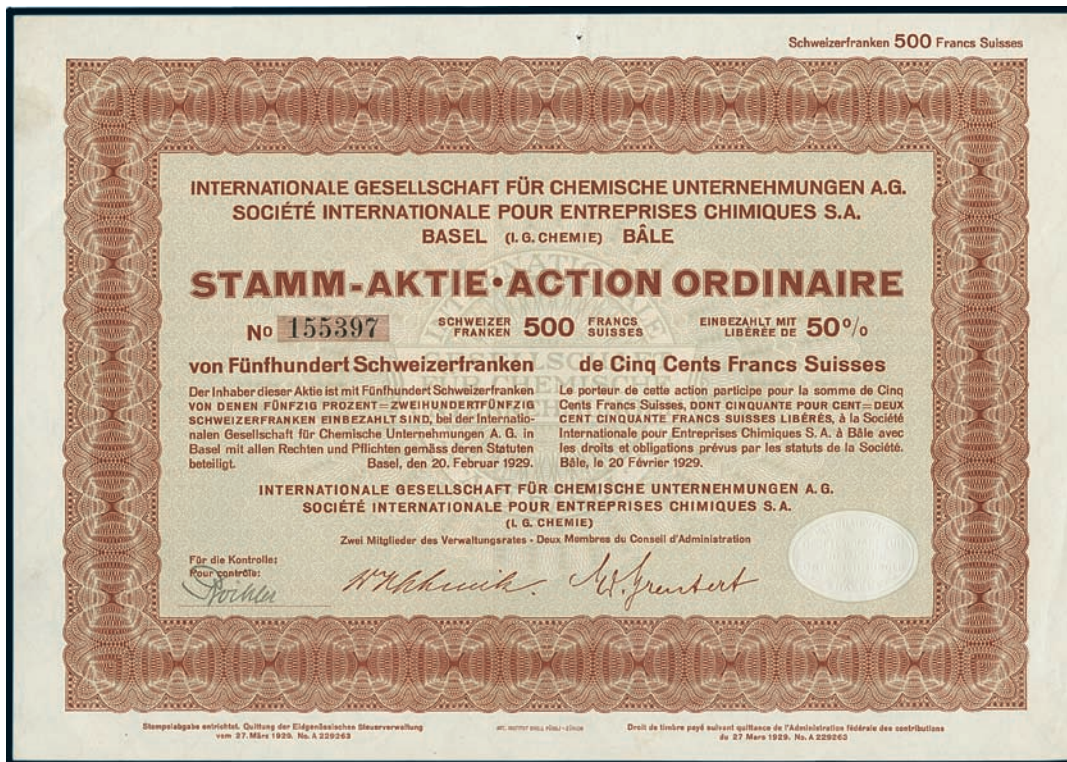 Schweizerfranken 500 Francs Suisses
INTERNATIONALE GESELLSCHAFT FÜR CHEMISCHE UNTERNEHMUNGEN A.G.
SOCIÉTÉ INTERNATIONALE POUR ENTREPRISES CHIMIQUES S.A.
BASEL (I. G. CHEMIE) BÂLE
STAMM-AKTIE • ACTION ORDINAIRE
No 155397 SCHWEIZER FRANKEN 500 FRANCS SUISSES EINBEZAHLT MIT LIBÉRÉE DE 50%
von Fünfhundert Schweizerfranken
Der Inhaber dieser Aktie ist mit Fünfhundert Schweizerfranken
VON DENEN FÜNFZIG PROZENT=ZWEIHUNDERTFÜNFZIG
SCHWEIZERFRANKEN EINBEZAHLT SIND, bei der Internatio-
nalen Gesellschaft für Chemische Unternehmungen A. G. in
Basel mit allen Rechten und Pflichten gemäss deren Statuten
beteiligt. Basel, den 20. Februar 1929.
de Cinq Cents Francs Suisses
Le porteur de cette action participe pour la somme de Cinq
Cents Francs Suisses, DONT CINQUANTE POUR CENT=DEUX
CENT CINQUANTE FRANCS SUISSES LIBÉRÉS, à la Société
Internationale pour Entreprises Chimiques S. A. à Bâle avec
les droits et obligations prévus par les statuts de la Société.
Bâle, le 20 Février 1929.
INTERNATIONALE GESELLSCHAFT FÜR CHEMISCHE UNTERNEHMUNGEN A. G.
SOCIÉTÉ INTERNATIONALE POUR ENTREPRISES CHIMIQUES S. A.
(I. G. CHEMIE)
Zwei Mitglieder des Verwaltungsrates - Deux Membres du Conseil d'Administration
Für die Kontrolle:
Pour contrôle:
Stempelabgabe entrichtet. Quittung der Eidgenössischen Steuerverwaltung
vom 27. März 1929. No. A 229263
ART. INSTITUT ORELL FÜSSLI - ZÜRICH
Droit de timbre payé suivant quittance de l'Administration fédérale des contributions
du 27 Mars 1929. No. A 229263